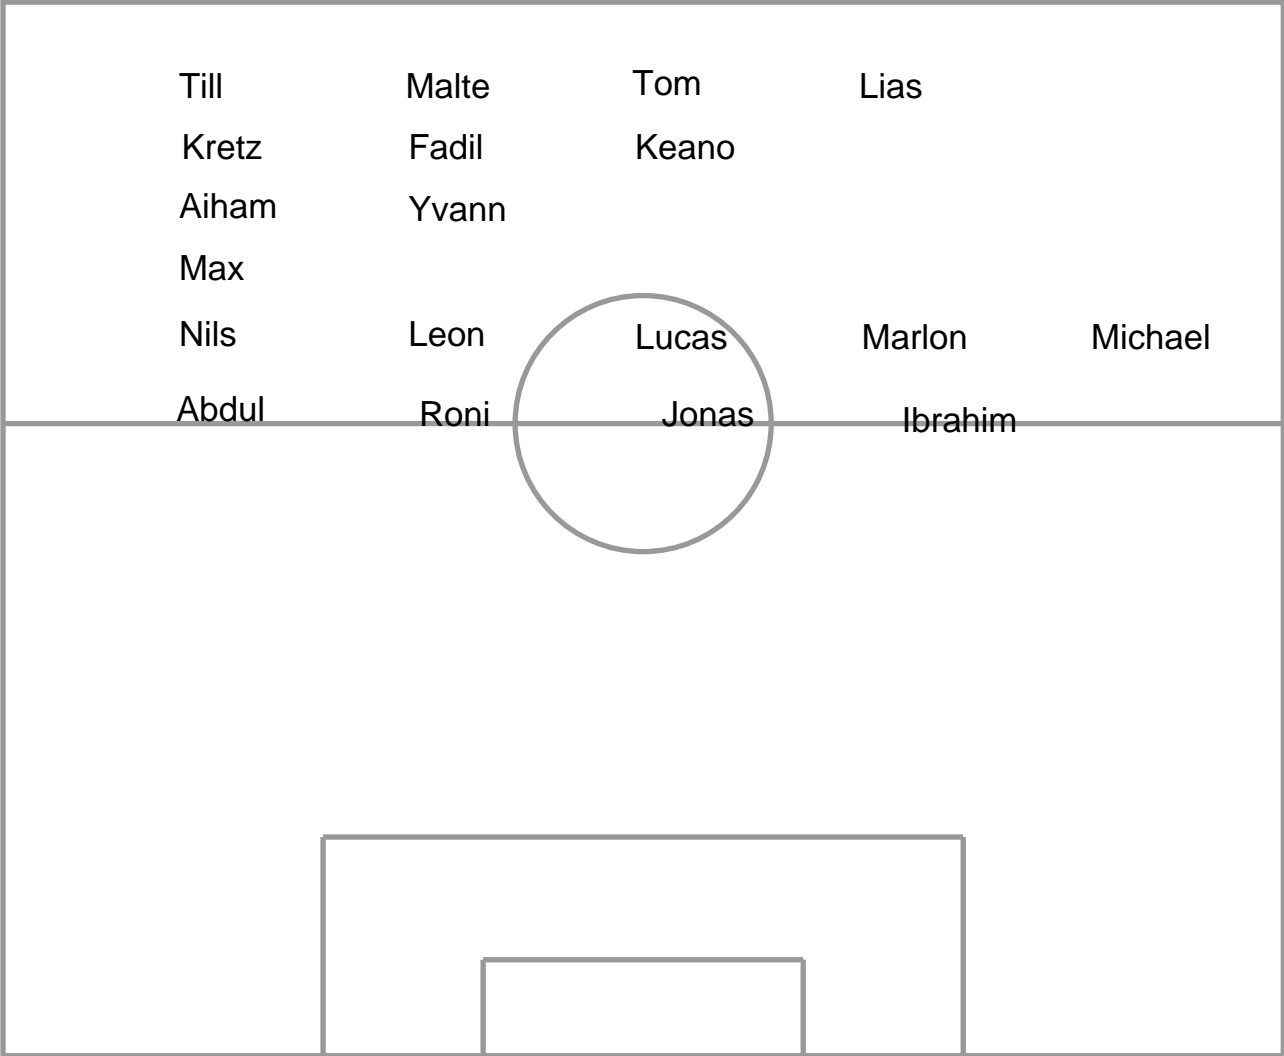 Till Malte Tom Lias
Kretz Fadil Keano
Aiham Yvann
Max
Nils Leon Lucas Marlon Michael
Abdul Roni Jonas Ibrahim